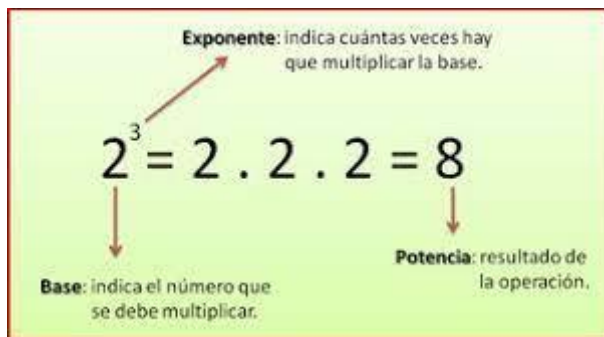 Exponente: indica cuántas veces hay
que multiplicar la base.
2³ = 2 . 2 . 2 = 8
Potencia: resultado de
la operación.
Base: indica el número que
se debe multiplicar.